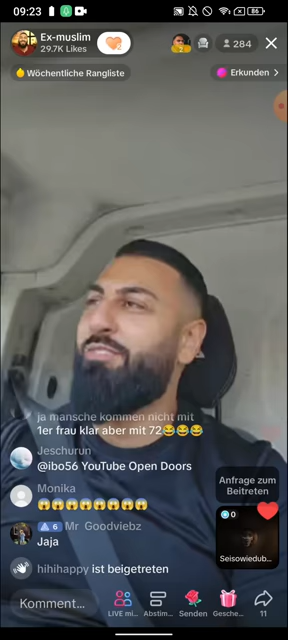 09:23
86
Ex-muslim
29.7K Likes
284
Wöchentliche Rangliste
Erkunden >
ja mansche kommen nicht mit
1er frau klar aber mit 72😂😂😂
Jeschurun
@ibo56 YouTube Open Doors
Monika
😱😱😱😱😱😱😱
6 Mr Goodviebz
Jaja
hihihappy ist beigetreten
Anfrage zum
Beitreten
0
Seisowiedub...
Komment...
LIVE mi...
Abstim...
Senden
Gesche...
11